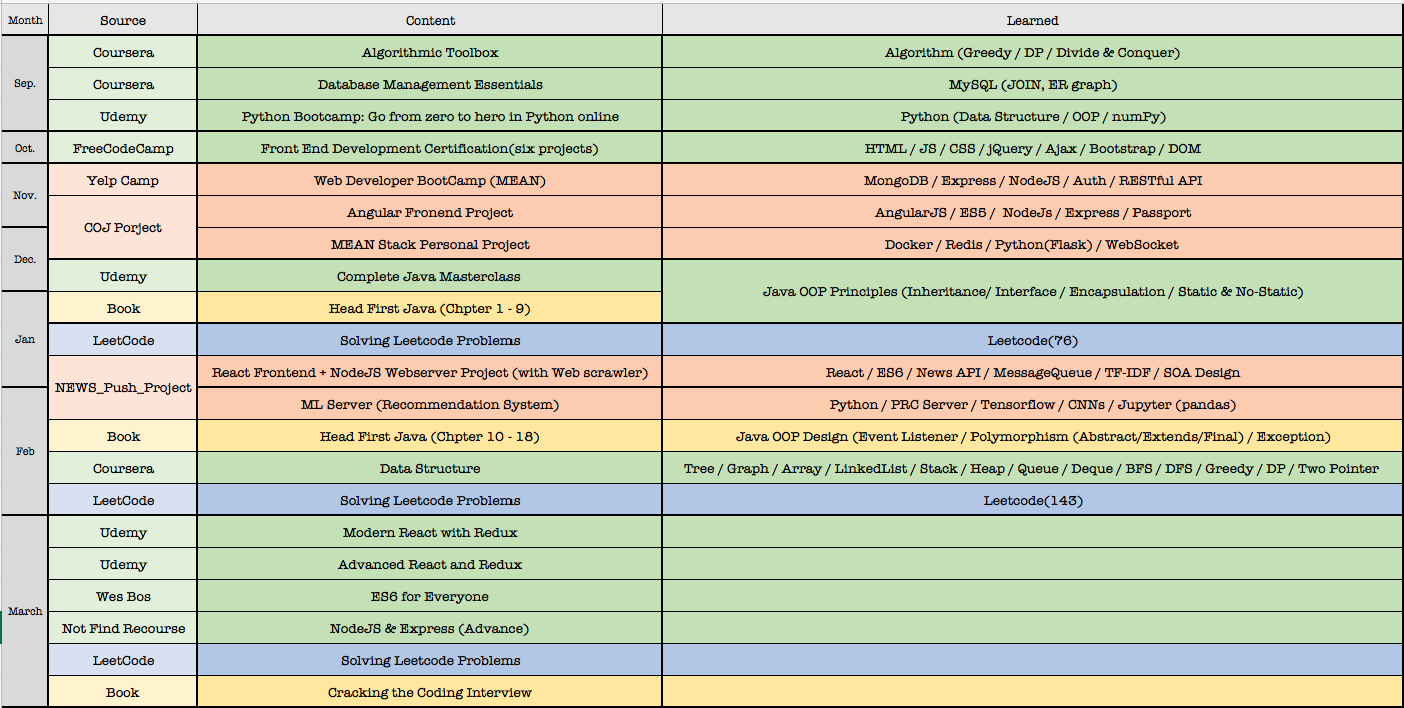 Month Source Content Learned
Sep. Coursera Algorithmic Toolbox Algorithm (Greedy / DP / Divide & Conquer)
Coursera Database Management Essentials MySQL (JOIN, ER graph)
Udemy Python Bootcamp: Go from zero to hero in Python online Python (Data Structure / OOP / numPy)
Oct. FreeCodeCamp Front End Development Certification(six projects) HTML / JS / CSS / jQuery / Ajax / Bootstrap / DOM
Nov. Yelp Camp Web Developer BootCamp (MEAN) MongoDB / Express / NodeJS / Auth / RESTful API
COJ Porject Angular Fronend Project AngularJS / ES5 / NodeJs / Express / Passport
Dec. MEAN Stack Personal Project Docker / Redis / Python(Flask) / WebSocket
Udemy Complete Java Masterclass Java OOP Principles (Inheritance/ Interface / Encapsulation / Static & No-Static)
Jan Book Head First Java (Chpter 1 - 9)
LeetCode Solving Leetcode Problems Leetcode(76)
NEWS_Push_Project React Frontend + NodeJS Webserver Project (with Web scrawler) React / ES6 / News API / MessageQueue / TF-IDF / SOA Design
Feb ML Server (Recommendation System) Python / PRC Server / Tensorflow / CNNs / Jupyter (pandas)
Book Head First Java (Chpter 10 - 18) Java OOP Design (Event Listener / Polymorphism (Abstract/Extends/Final) / Exception)
Coursera Data Structure Tree / Graph / Array / LinkedList / Stack / Heap / Queue / Deque / BFS / DFS / Greedy / DP / Two Pointer
LeetCode Solving Leetcode Problems Leetcode(143)
March Udemy Modern React with Redux
Udemy Advanced React and Redux
Wes Bos ES6 for Everyone
Not Find Recourse NodeJS & Express (Advance)
LeetCode Solving Leetcode Problems
Book Cracking the Coding Interview